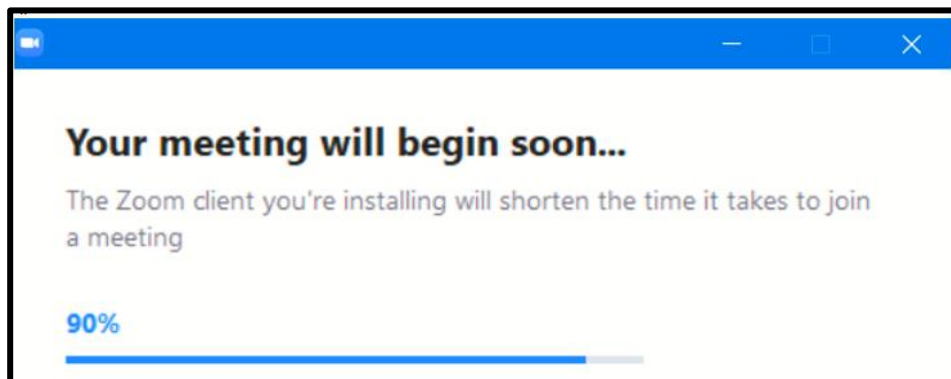 Your meeting will begin soon...
The Zoom client you're installing will shorten the time it takes to join
a meeting
90%